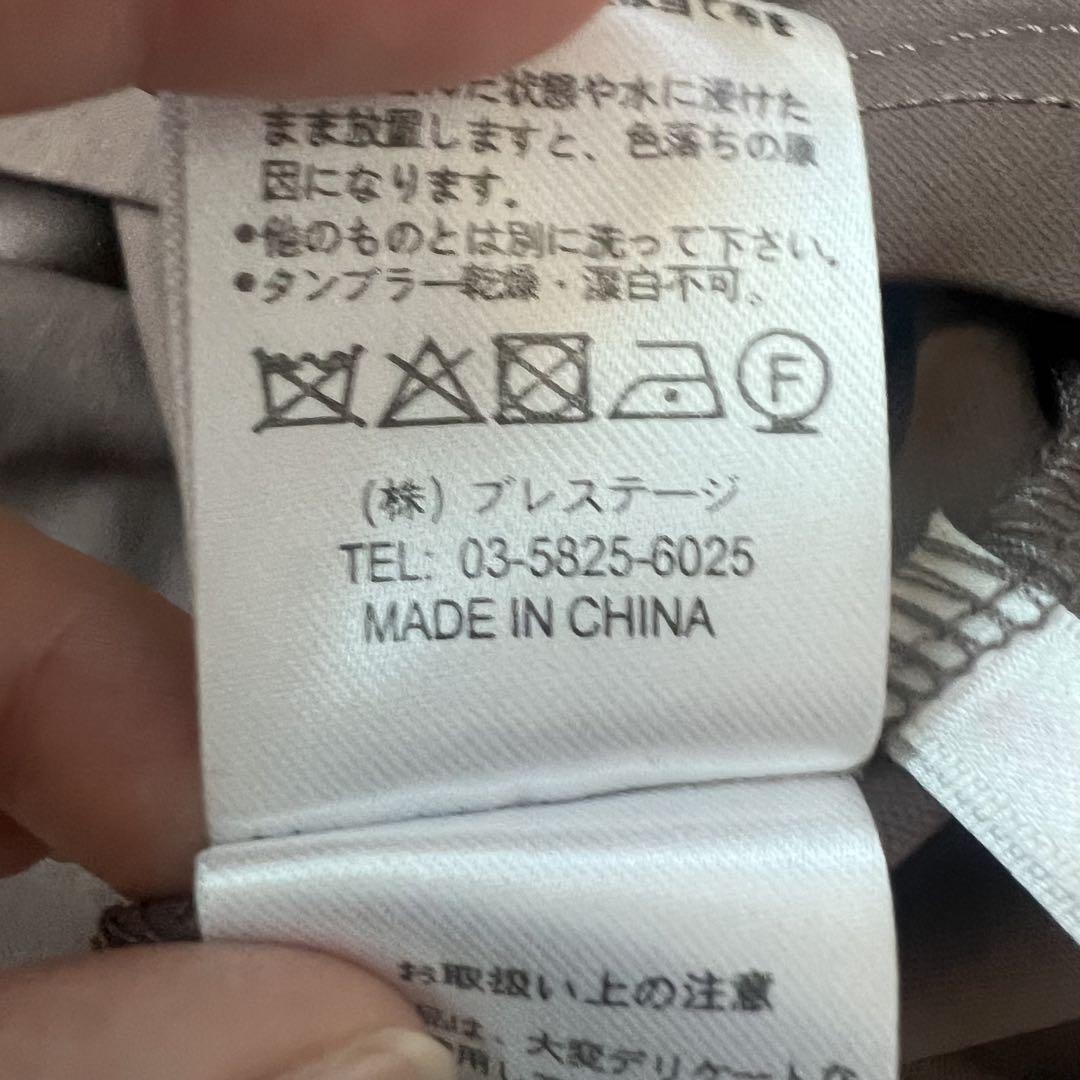 状態や水に浸けた
まま放置しますと、色落ちの原
因になります。
●他のものとは別に洗って下さい。
●タンブラー乾燥・漂白不可。
F
(株) プレステージ
TEL: 03-5825-6025
MADE IN CHINA
お取扱い上の注意
は、大変デリケートな
用し